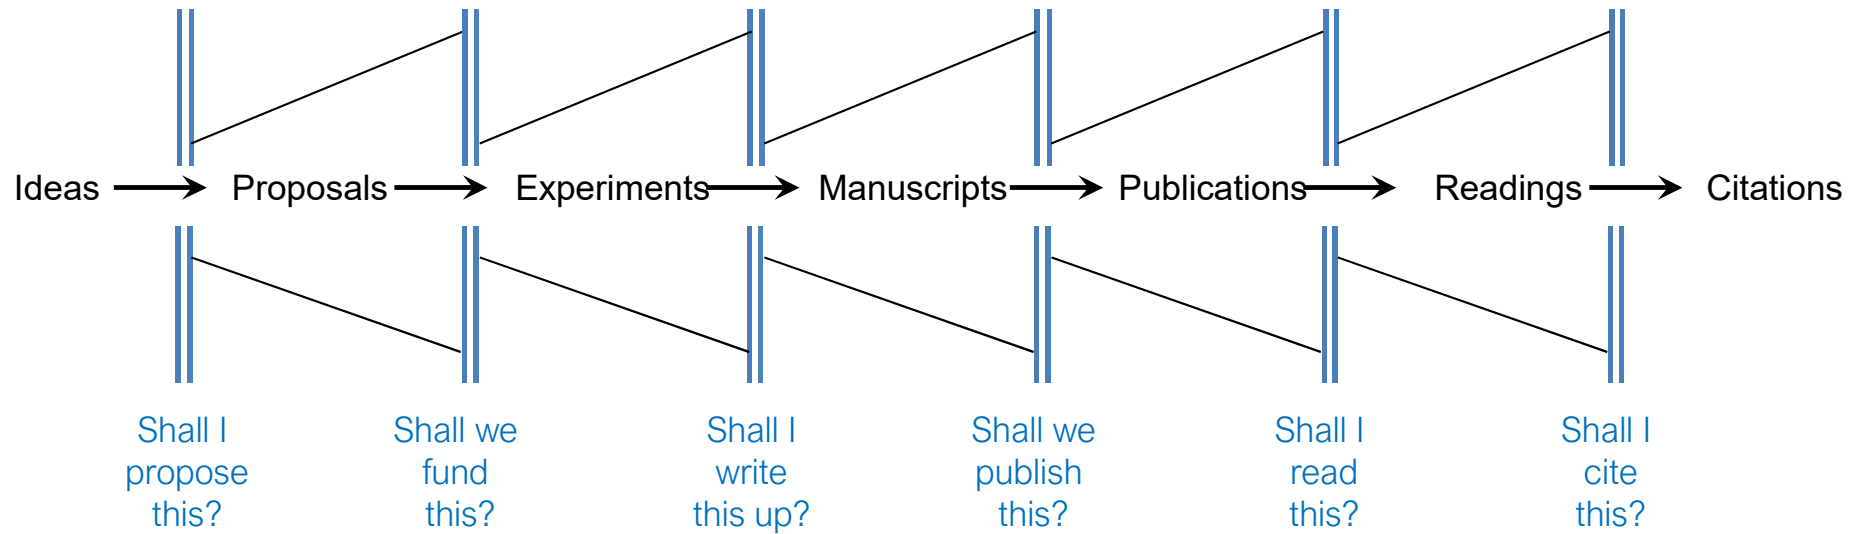 Ideas Proposals Experiments Manuscripts Publications Readings Citations
Shall I
propose
this?
Shall we
fund
this?
Shall I
write
this up?
Shall we
publish
this?
Shall I
read
this?
Shall I
cite
this?